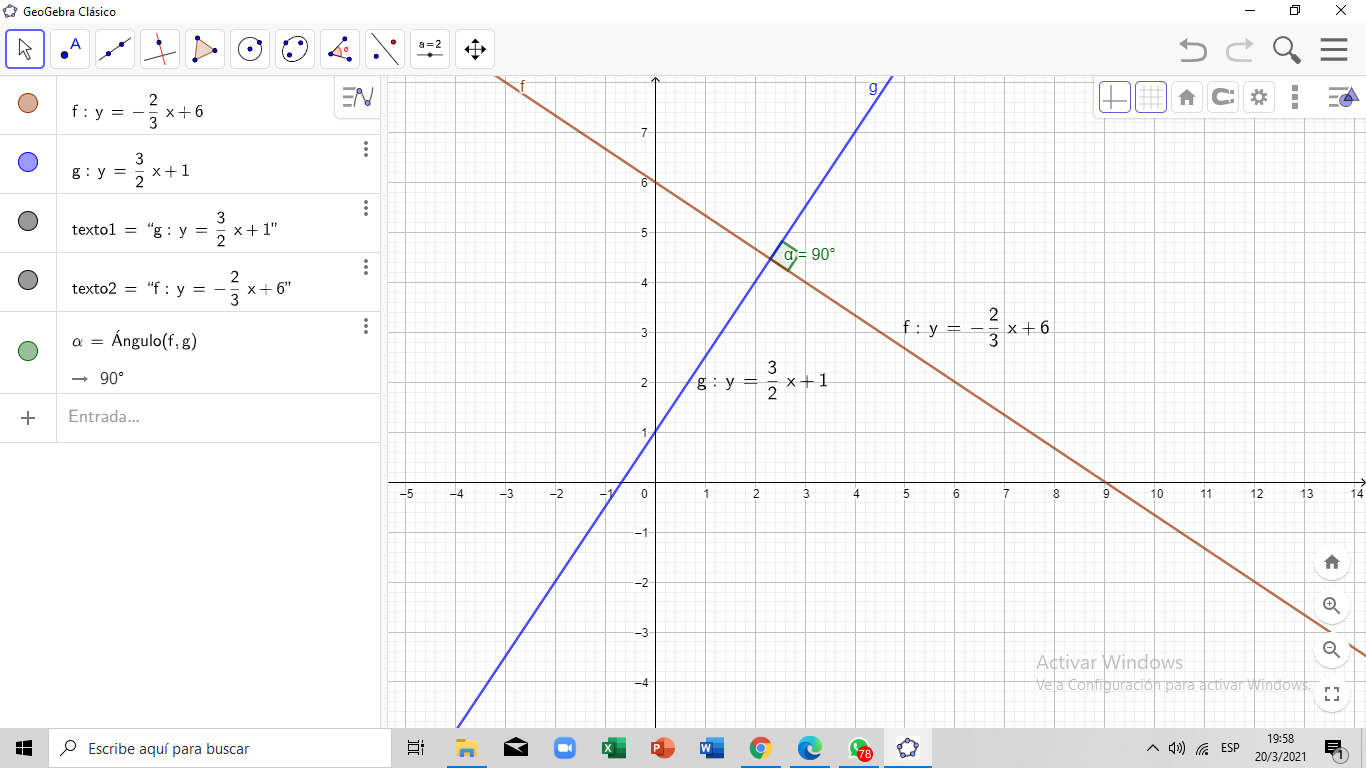 GeoGebra Clásico
A
a=2
f : y = −2/3 x + 6
g : y = 3/2 x + 1
texto1 = “g : y = 3/2 x + 1”
texto2 = “f : y = −2/3 x + 6”
α = Ángulo(f, g)
→ 90°
+ Entrada...
f
g
7
6
5
4
3
2
1
−5 −4 −3 −2 −1 0 1 2 3 4 5 6 7 8 9 10 11 12 13 14
−1
−2
−3
−4
α = 90°
f : y = −2/3 x + 6
g : y = 3/2 x + 1
Activar Windows
Ve a Configuración para activar Windows.
Escribe aquí para buscar
78
ESP
19:58
20/3/2021
1